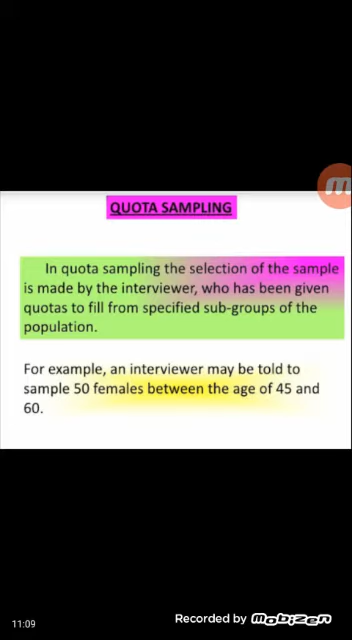 QUOTA SAMPLING
In quota sampling the selection of the sample
is made by the interviewer, who has been given
quotas to fill from specified sub-groups of the
population.
For example, an interviewer may be told to
sample 50 females between the age of 45 and
60.
11:09
Recorded by Mobizen